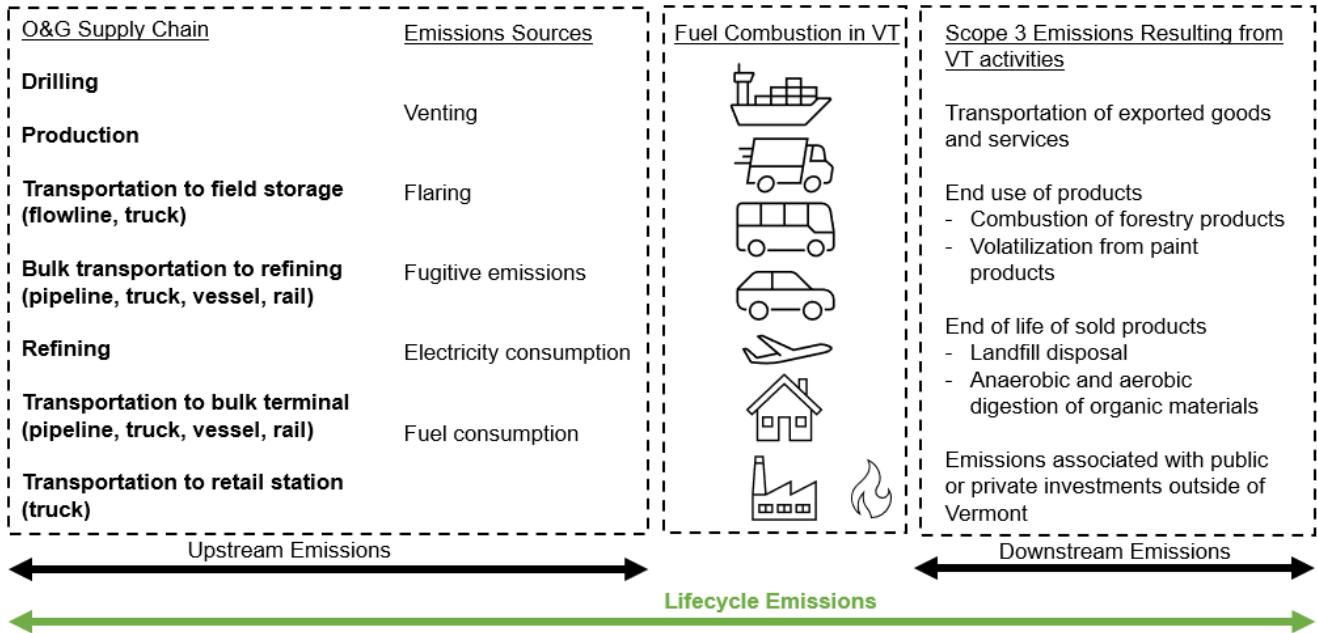 O&G Supply Chain
Drilling
Production
Transportation to field storage
(flowline, truck)
Bulk transportation to refining
(pipeline, truck, vessel, rail)
Refining
Transportation to bulk terminal
(pipeline, truck, vessel, rail)
Transportation to retail station
(truck)
Emissions Sources
Venting
Flaring
Fugitive emissions
Electricity consumption
Fuel consumption
Fuel Combustion in VT
Scope 3 Emissions Resulting from
VT activities
Transportation of exported goods
and services
End use of products
- Combustion of forestry products
- Volatilization from paint
products
End of life of sold products
- Landfill disposal
- Anaerobic and aerobic
digestion of organic materials
Emissions associated with public
or private investments outside of
Vermont
Upstream Emissions
Downstream Emissions
Lifecycle Emissions